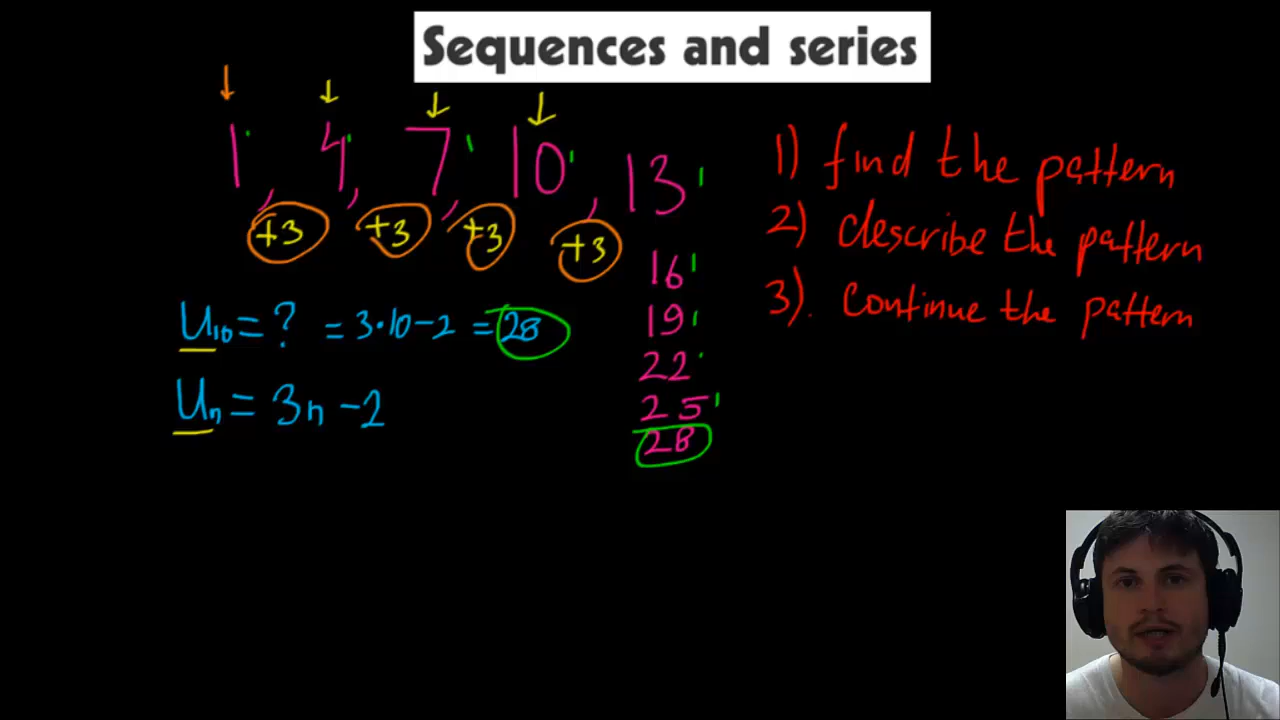 Sequences and series
1, 4, 7, 10, 13
+3 +3 +3 +3
16
19
22
25
28
U10 = ? = 3·10-2 = 28
Un = 3n -2
1) find the pattern
2) describe the pattern
3). continue the pattern